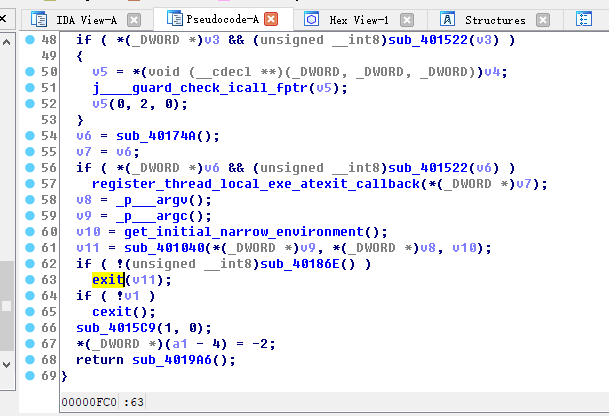 IDA View-A
Pseudocode-A
Hex View-1
Structures
48 if ( *(_DWORD *)v3 && (unsigned __int8)sub_401522(v3) )
49 {
50 v5 = *(void (__cdecl **)(_DWORD, _DWORD, _DWORD))v4;
51 j____guard_check_icall_fptr(v5);
52 v5(0, 2, 0);
53 }
54 v6 = sub_40174A();
55 v7 = v6;
56 if ( *(_DWORD *)v6 && (unsigned __int8)sub_401522(v6) )
57 register_thread_local_exe_atexit_callback(*(_DWORD *)v7);
58 v8 = _p___argv();
59 v9 = _p___argc();
60 v10 = get_initial_narrow_environment();
61 v11 = sub_401040(*(_DWORD *)v9, *(_DWORD *)v8, v10);
62 if ( !(unsigned __int8)sub_40186E() )
63 exit(v11);
64 if ( !v1 )
65 cexit();
66 sub_4015C9(1, 0);
67 *(_DWORD *)(a1 - 4) = -2;
68 return sub_4019A6();
69 }
00000FC0 :63